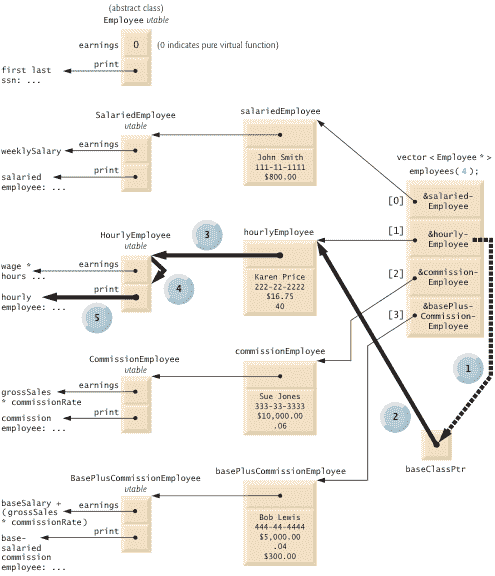 (abstract class)
Employee vtable
earnings 0 (0 indicates pure virtual function)
print
first last
ssn: ...
SalariedEmployee
vtable
salariedEmployee
earnings
weeklySalary
print
salaried
employee: ...
John Smith
111-11-1111
$800.00
vector < Employee * >
employees( 4 );
[0] &salaried-
Employee
[1] &hourly-
Employee
[2] &commission-
Employee
[3] &basePlus-
Commission-
Employee
HourlyEmployee
vtable
hourlyEmployee
3
earnings
wage *
hours ...
4
print
hourly
employee: ...
5
Karen Price
222-22-2222
$16.75
40
1
2
baseClassPtr
CommissionEmployee
vtable
commissionEmployee
earnings
grossSales
* commissionRate
print
commission
employee: ...
Sue Jones
333-33-3333
$10,000.00
.06
BasePlusCommissionEmployee
vtable
basePlusCommissionEmployee
earnings
baseSalary +
(grossSales
* commissionRate)
print
base-
salaried
commission
employee: ...
Bob Lewis
444-44-4444
$5,000.00
.04
$300.00